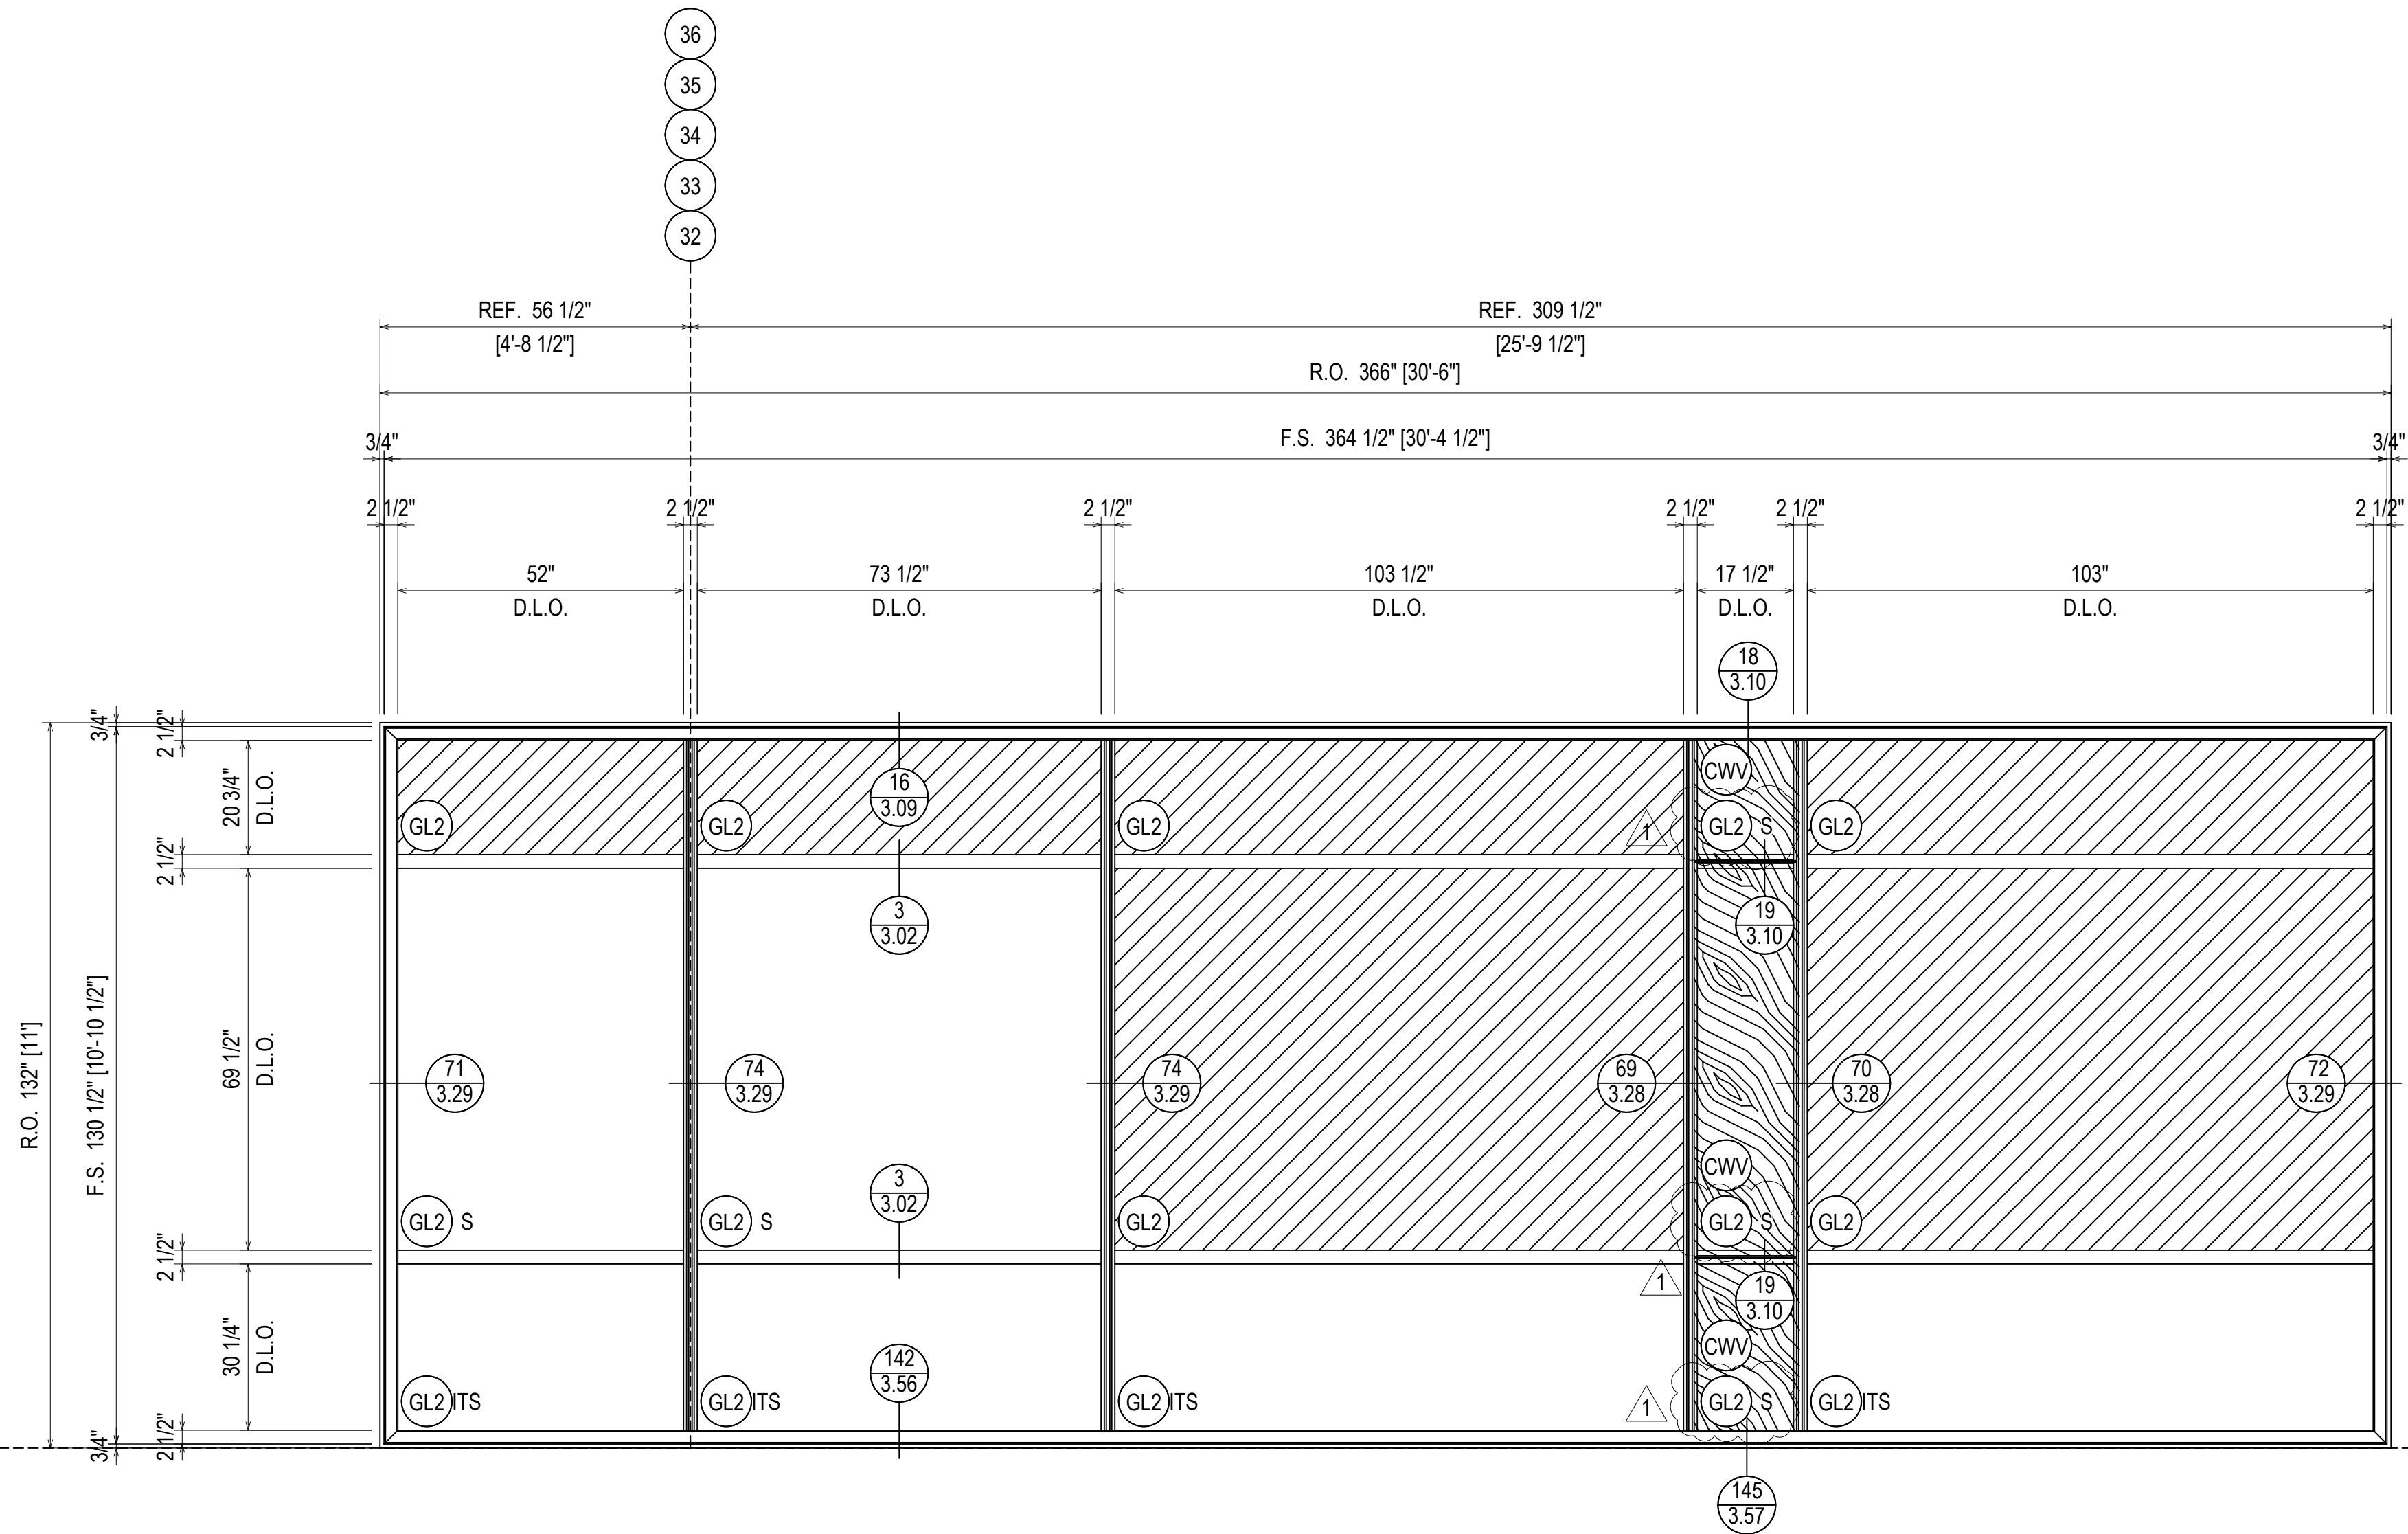 36
35
34
33
32
REF. 56 1/2"
[4'-8 1/2"]
REF. 309 1/2"
[25'-9 1/2"]
R.O. 366" [30'-6"]
3/4"
F.S. 364 1/2" [30'-4 1/2"]
3/4"
2 1/2"
2 1/2"
2 1/2"
2 1/2"
2 1/2"
2 1/2"
52"
D.L.O.
73 1/2"
D.L.O.
103 1/2"
D.L.O.
17 1/2"
D.L.O.
103"
D.L.O.
18
3.10
R.O. 132" [11']
3/4"
F.S. 130 1/2" [10'-10 1/2"]
3/4"
2 1/2"
20 3/4"
D.L.O.
2 1/2"
69 1/2"
D.L.O.
2 1/2"
30 1/4"
D.L.O.
2 1/2"
16
3.09
CWV
GL2
GL2
GL2
1
GL2 S
GL2
3
3.02
19
3.10
71
3.29
74
3.29
74
3.29
69
3.28
70
3.28
72
3.29
3
3.02
CWV
GL2 S
GL2 S
GL2
GL2 S
GL2
1
19
3.10
142
3.56
CWV
GL2 ITS
GL2 ITS
GL2 ITS
1
GL2 S
GL2 ITS
145
3.57